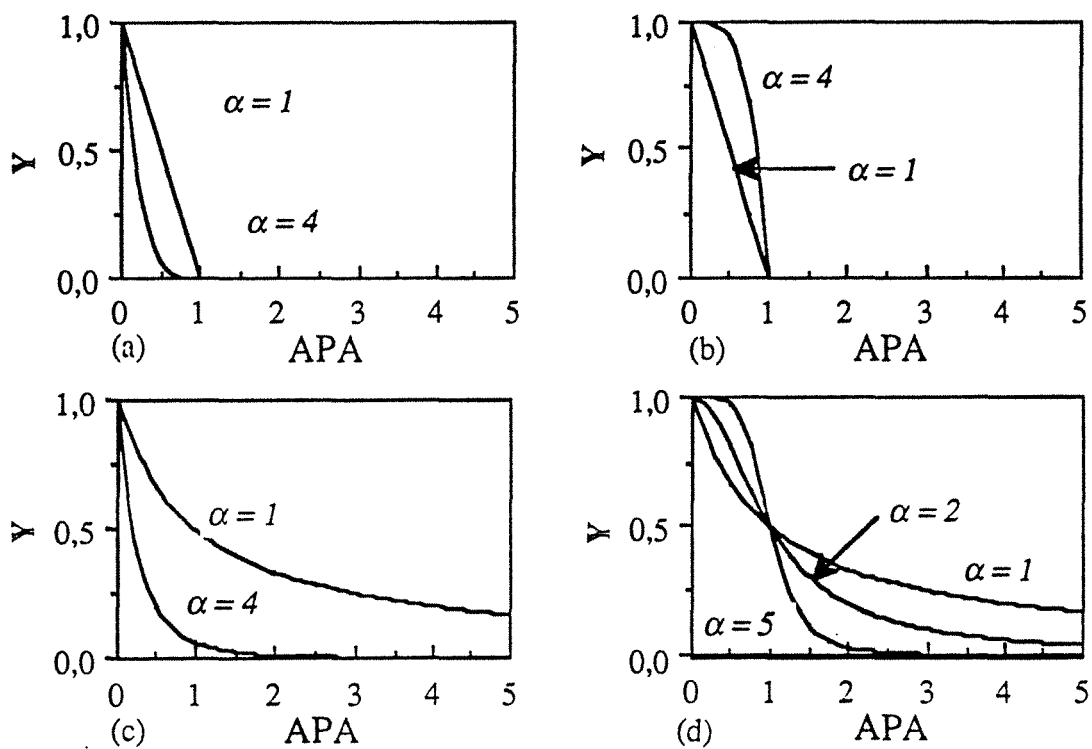 1,0
α = 1
Y
0,5
α = 4
0,0
0 1 2 3 4 5
(a) APA
1,0
α = 4
Y
0,5
α = 1
0,0
0 1 2 3 4 5
(b) APA
1,0
α = 1
Y
0,5
α = 4
0,0
0 1 2 3 4 5
(c) APA
1,0
α = 2
Y
0,5
α = 1
α = 5
0,0
0 1 2 3 4 5
(d) APA